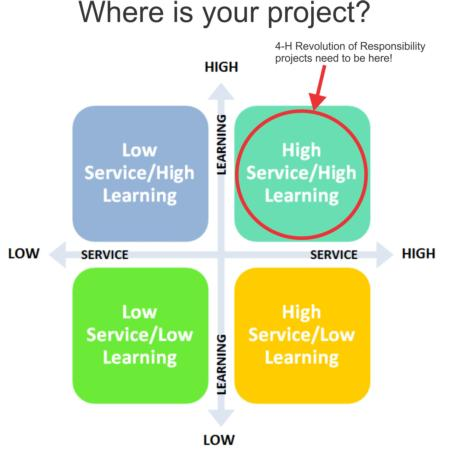 Where is your project?
4-H Revolution of Responsibility
projects need to be here!
HIGH
LEARNING
Low
Service/High
Learning
High
Service/High
Learning
LOW
SERVICE
SERVICE
HIGH
Low
Service/Low
Learning
High
Service/Low
Learning
LEARNING
LOW